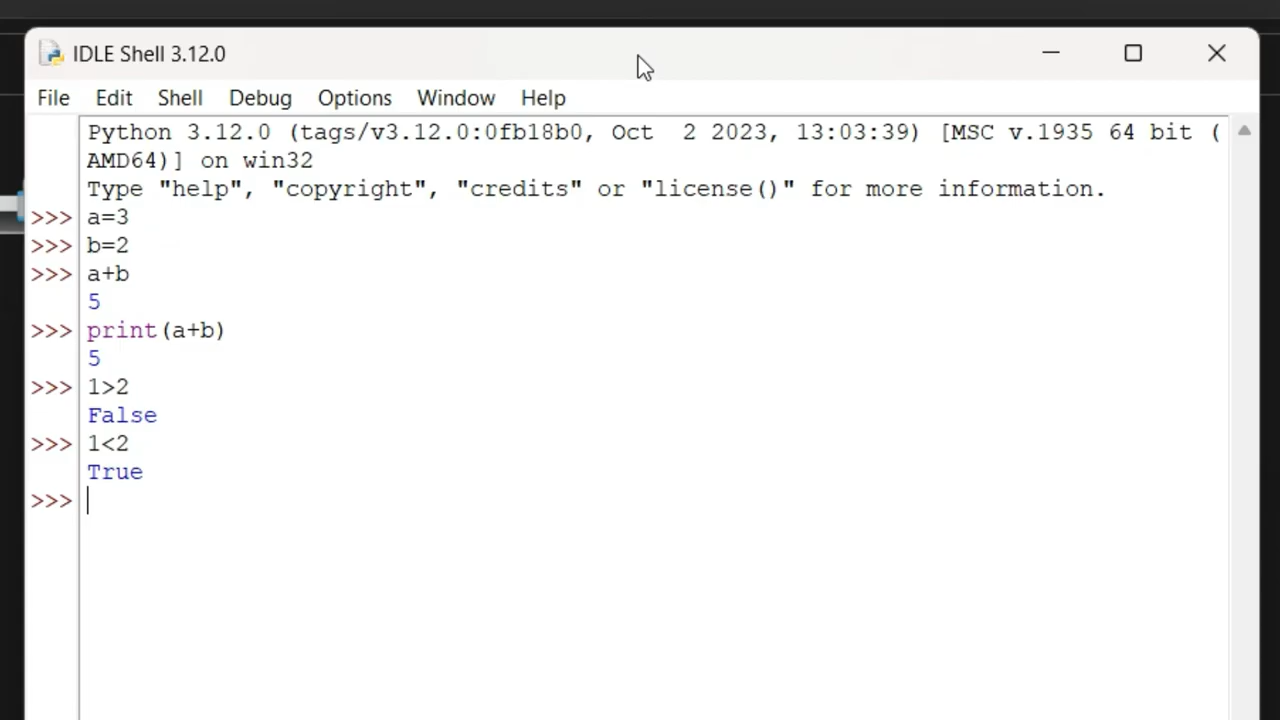 IDLE Shell 3.12.0
File Edit Shell Debug Options Window Help
Python 3.12.0 (tags/v3.12.0:0fb18b0, Oct  2 2023, 13:03:39) [MSC v.1935 64 bit (
AMD64)] on win32
Type "help", "copyright", "credits" or "license()" for more information.
>>> a=3
>>> b=2
>>> a+b
5
>>> print(a+b)
5
>>> 1>2
False
>>> 1<2
True
>>>